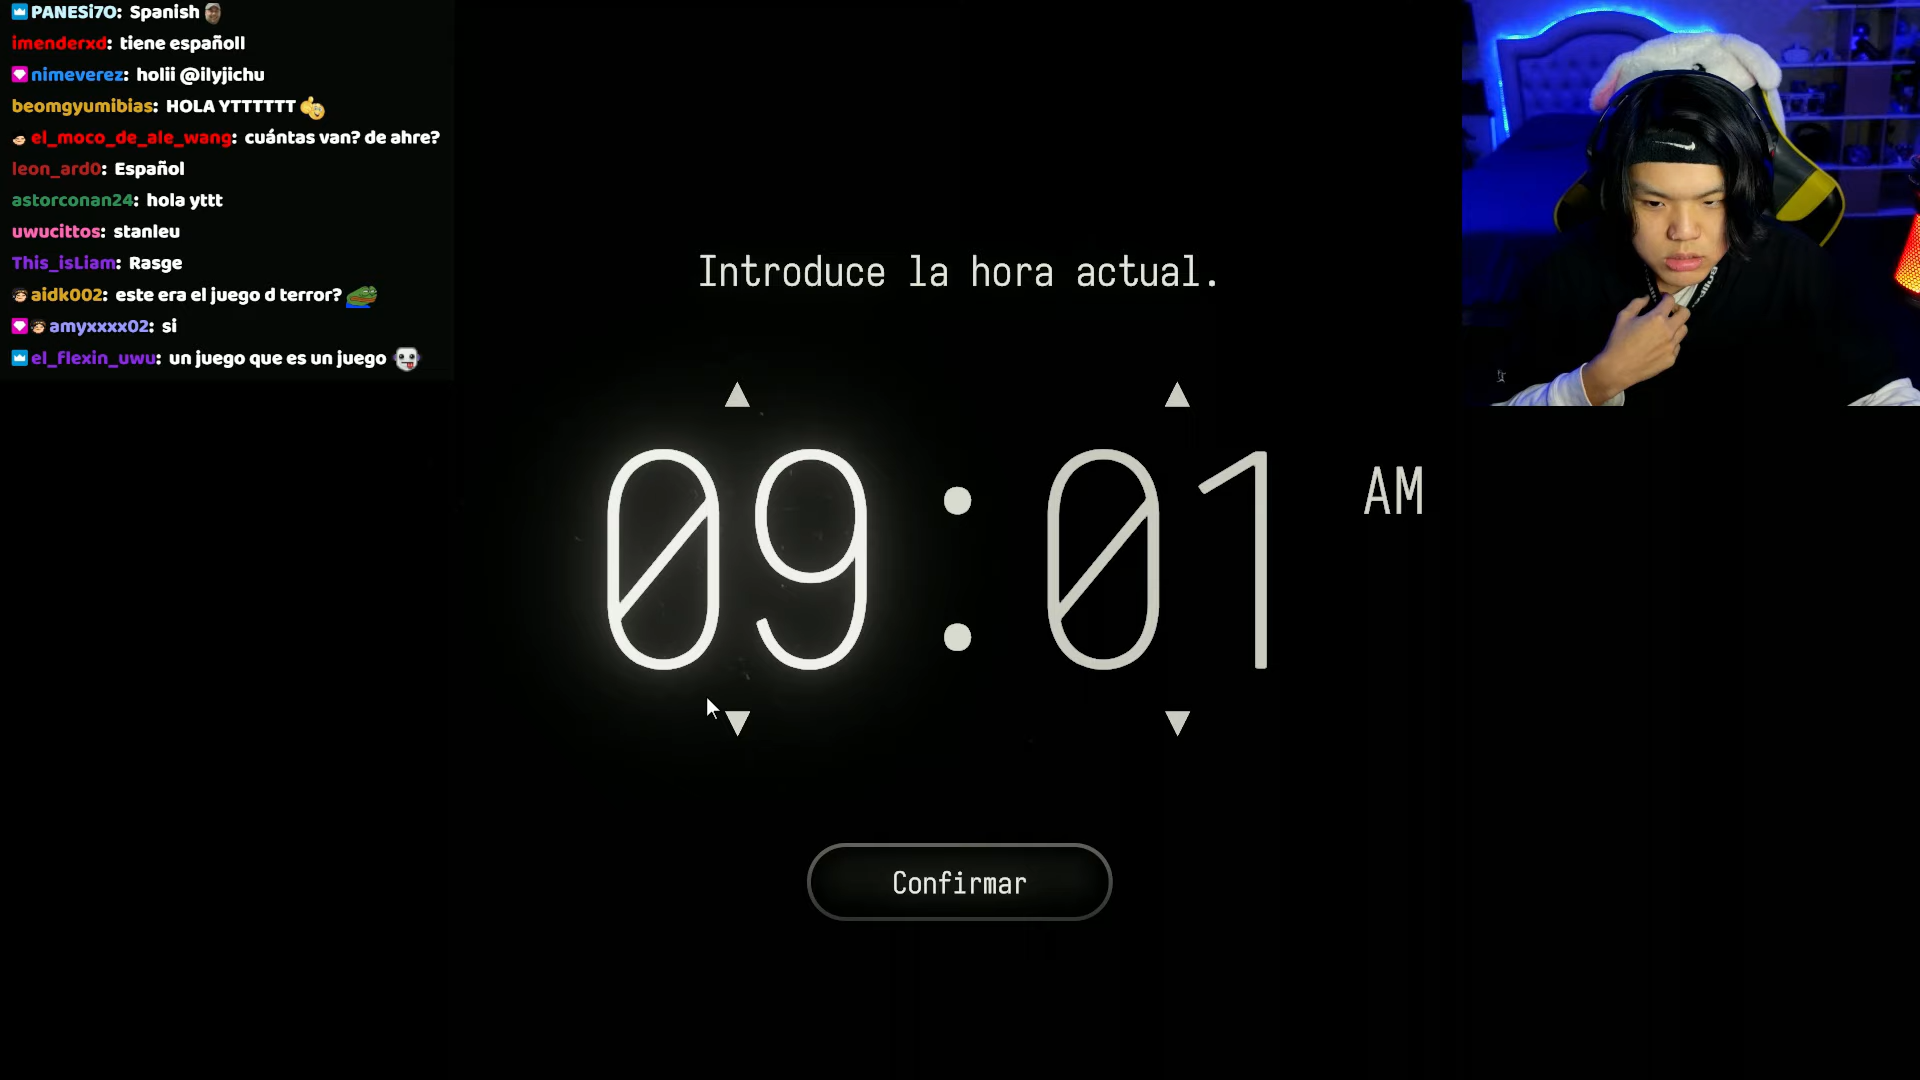 PANESi7O: Spanish
imenderxd: tiene españoll
nimeverez: holii @ilyjichu
beomgyumibias: HOLA YTTTTTT
el_moco_de_ale_wang: cuántas van? de ahre?
leon_ard0: Español
astorconan24: hola yttt
uwucittos: stanleu
This_isLiam: Rasge
aidk002: este era el juego d terror?
amyxxxx02: si
el_flexin_uwu: un juego que es un juego
Introduce la hora actual.
09:01 AM
Confirmar